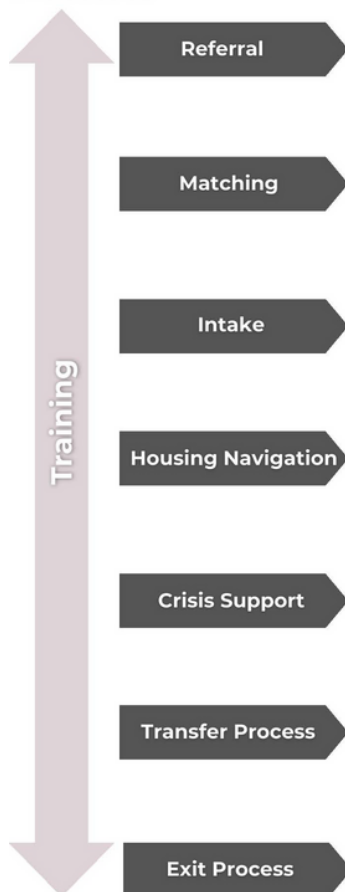 Referral
Matching
Intake
Training
Housing Navigation
Crisis Support
Transfer Process
Exit Process